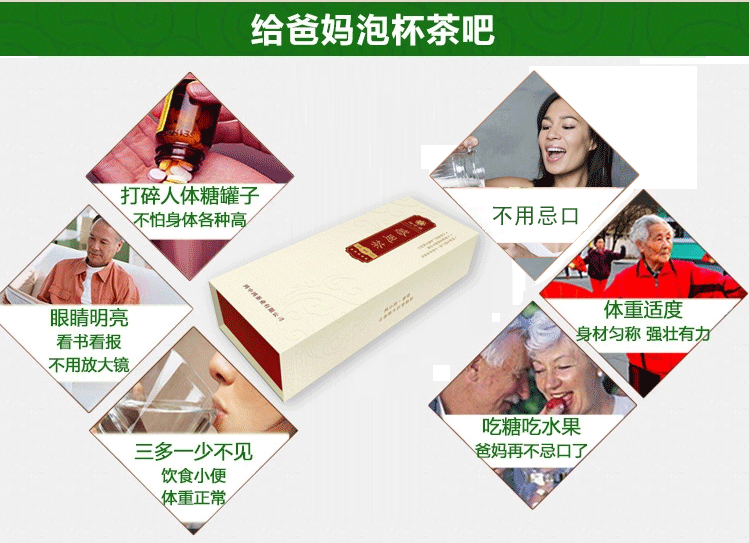 给爸妈泡杯茶吧
打碎人体糖罐子
不怕身体各种高
不用忌口
眼睛明亮
看书看报
不用放大镜
体重适度
身材匀称 强壮有力
三多一少不见
饮食小便
体重正常
吃糖吃水果
爸妈再不忌口了